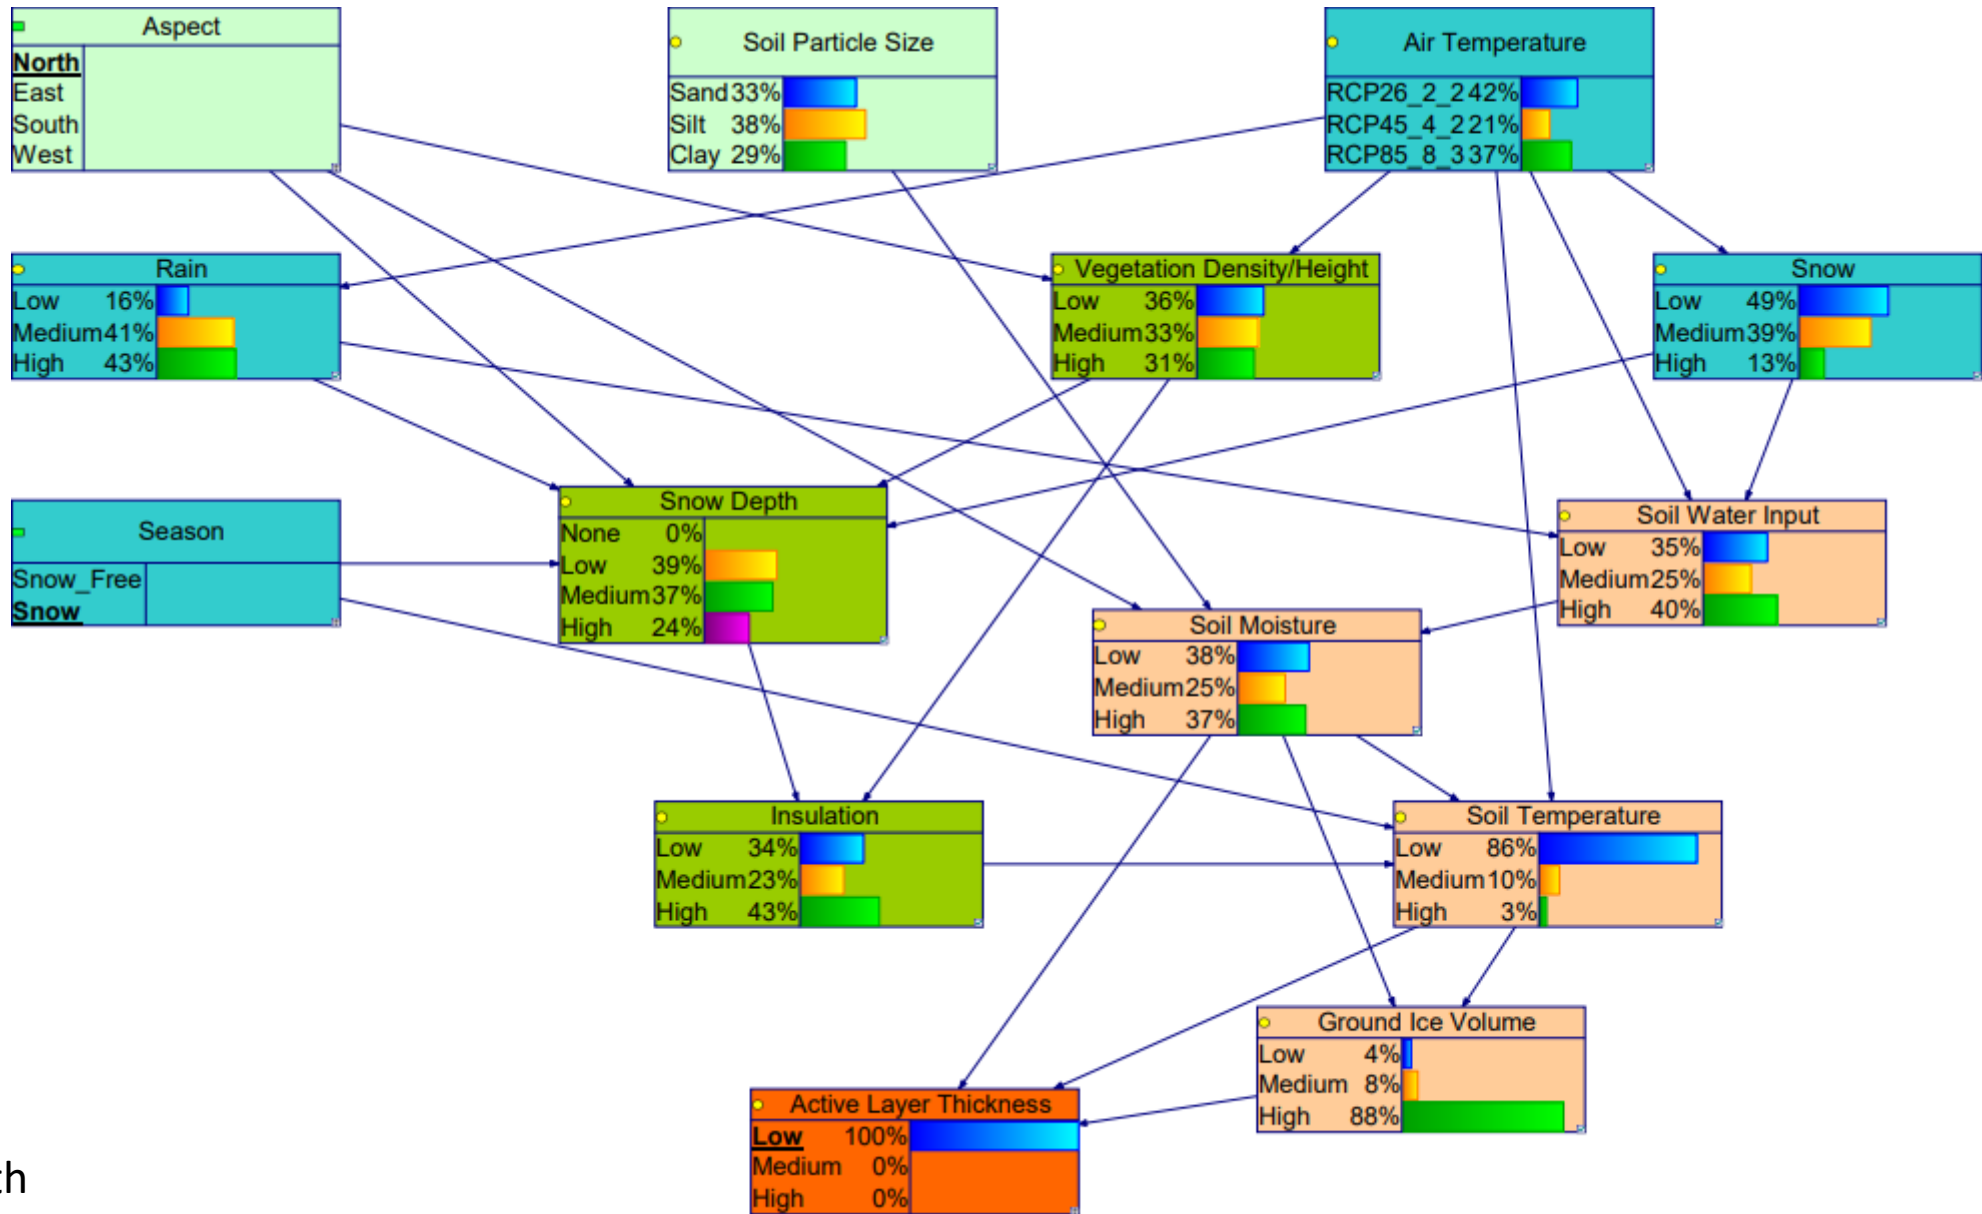 Aspect
North
East
South
West
Soil Particle Size
Sand 33%
Silt 38%
Clay 29%
Air Temperature
RCP26_2_2 42%
RCP45_4_2 21%
RCP85_8_3 37%
Rain
Low 16%
Medium 41%
High 43%
Vegetation Density/Height
Low 36%
Medium 33%
High 31%
Snow
Low 49%
Medium 39%
High 13%
Season
Snow_Free
Snow
Snow Depth
None 0%
Low 39%
Medium 37%
High 24%
Soil Water Input
Low 35%
Medium 25%
High 40%
Soil Moisture
Low 38%
Medium 25%
High 37%
Insulation
Low 34%
Medium 23%
High 43%
Soil Temperature
Low 86%
Medium 10%
High 3%
Ground Ice Volume
Low 4%
Medium 8%
High 88%
Active Layer Thickness
Low 100%
Medium 0%
High 0%